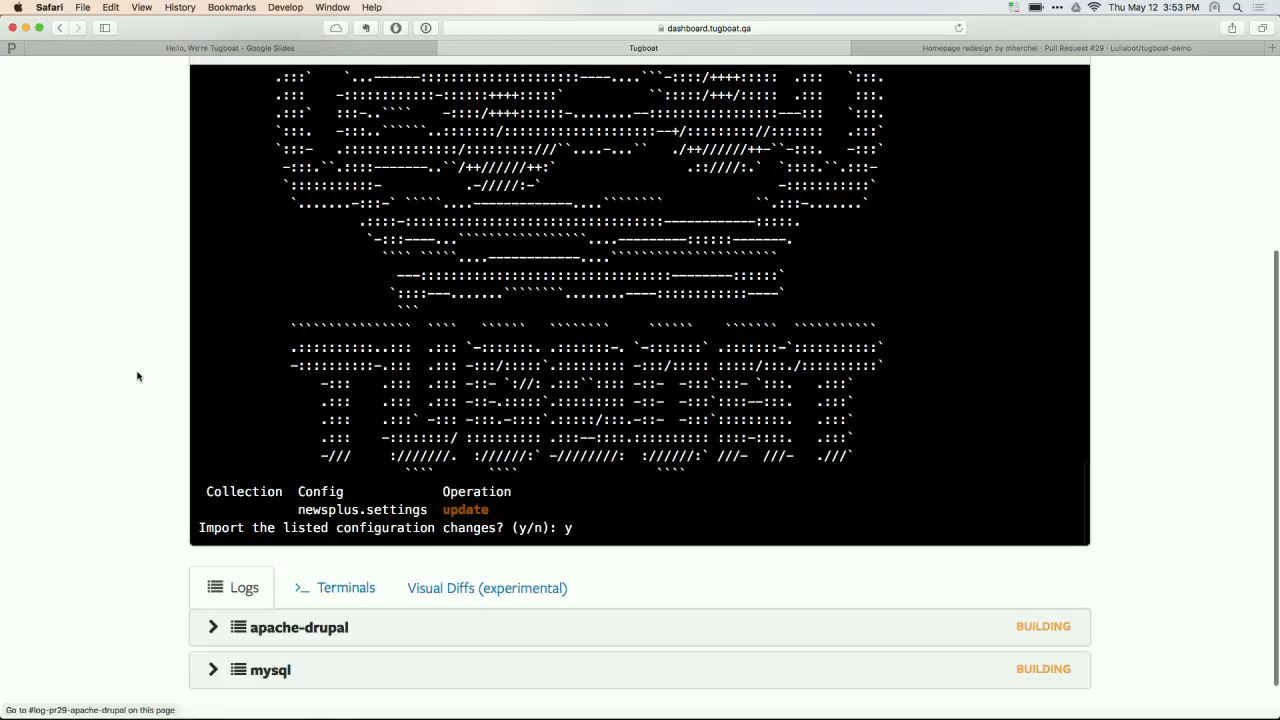 Safari File Edit View History Bookmarks Develop Window Help
Thu May 12 3:53 PM
dashboard.tugboat.qa
Hello, We're Tugboat - Google Slides
Tugboat
Homepage redesign by mherchel · Pull Request #29 · Lullabot/tugboat-demo
TUGBOAT
Collection Config Operation
newsplus.settings update
Import the listed configuration changes? (y/n): y
Logs
>_ Terminals
Visual Diffs (experimental)
apache-drupal
BUILDING
mysql
BUILDING
Go to #log-pr29-apache-drupal on this page